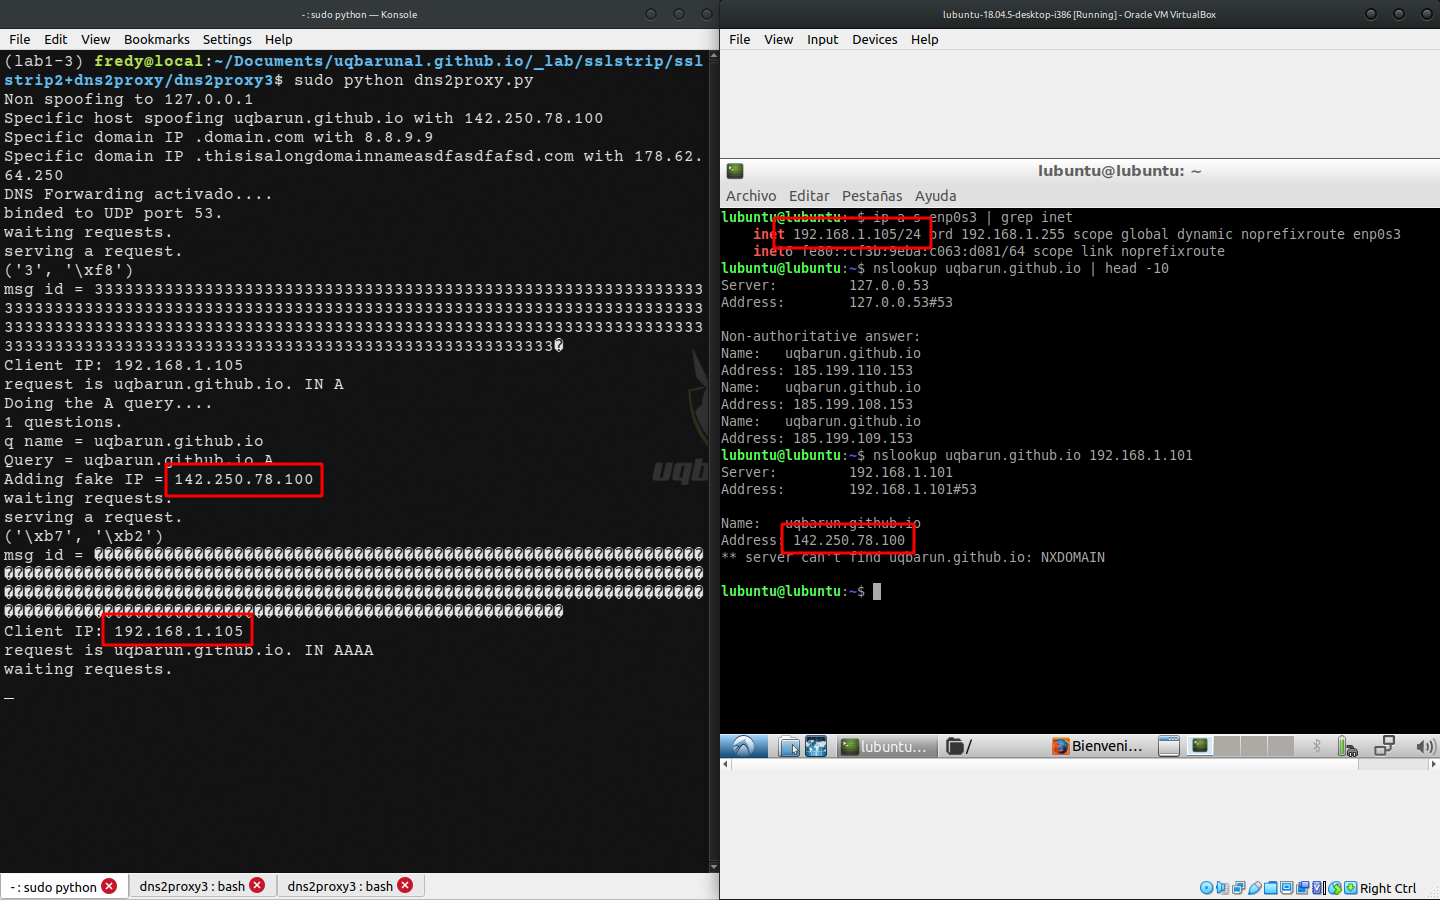 - : sudo python — Konsole
File Edit View Bookmarks Settings Help
(lab1-3) fredy@local:~/Documents/uqbarunal.github.io/_lab/sslstrip/ssl
strip2+dns2proxy/dns2proxy3$ sudo python dns2proxy.py
Non spoofing to 127.0.0.1
Specific host spoofing uqbarun.github.io with 142.250.78.100
Specific domain IP .domain.com with 8.8.9.9
Specific domain IP .thisisalongdomainnameasdfasdfafsd.com with 178.62.
64.250
DNS Forwarding activado....
binded to UDP port 53.
waiting requests.
serving a request.
('3', '\xf8')
msg id = 3333333333333333333333333333333333333333333333333333333333333
3333333333333333333333333333333333333333333333333333333333333333333333
3333333333333333333333333333333333333333333333333333333333333333333333
3333333333333333333333333333333333333333333333333333333�
Client IP: 192.168.1.105
request is uqbarun.github.io. IN A
Doing the A query....
1 questions.
q name = uqbarun.github.io
Query = uqbarun.github.io A
Adding fake IP = 142.250.78.100
waiting requests.
serving a request.
('\xb7', '\xb2')
msg id = �������������������������������������������������������������
����������������������������������������������������������������������
����������������������������������������������������������������������
��������������������������������������������������������
Client IP: 192.168.1.105
request is uqbarun.github.io. IN AAAA
waiting requests.
uqb
- : sudo python
dns2proxy3 : bash
dns2proxy3 : bash
lubuntu-18.04.5-desktop-i386 [Running] - Oracle VM VirtualBox
File View Input Devices Help
lubuntu@lubuntu: ~
Archivo Editar Pestañas Ayuda
lubuntu@lubuntu:~$ ip a s enp0s3 | grep inet
inet 192.168.1.105/24 brd 192.168.1.255 scope global dynamic noprefixroute enp0s3
inet6 fe80::cf3b:9eba:c063:d081/64 scope link noprefixroute
lubuntu@lubuntu:~$ nslookup uqbarun.github.io | head -10
Server: 127.0.0.53
Address: 127.0.0.53#53
Non-authoritative answer:
Name: uqbarun.github.io
Address: 185.199.110.153
Name: uqbarun.github.io
Address: 185.199.108.153
Name: uqbarun.github.io
Address: 185.199.109.153
lubuntu@lubuntu:~$ nslookup uqbarun.github.io 192.168.1.101
Server: 192.168.1.101
Address: 192.168.1.101#53
Name: uqbarun.github.io
Address: 142.250.78.100
** server can't find uqbarun.github.io: NXDOMAIN
lubuntu@lubuntu:~$
lubuntu...
/
Bienveni...
Right Ctrl